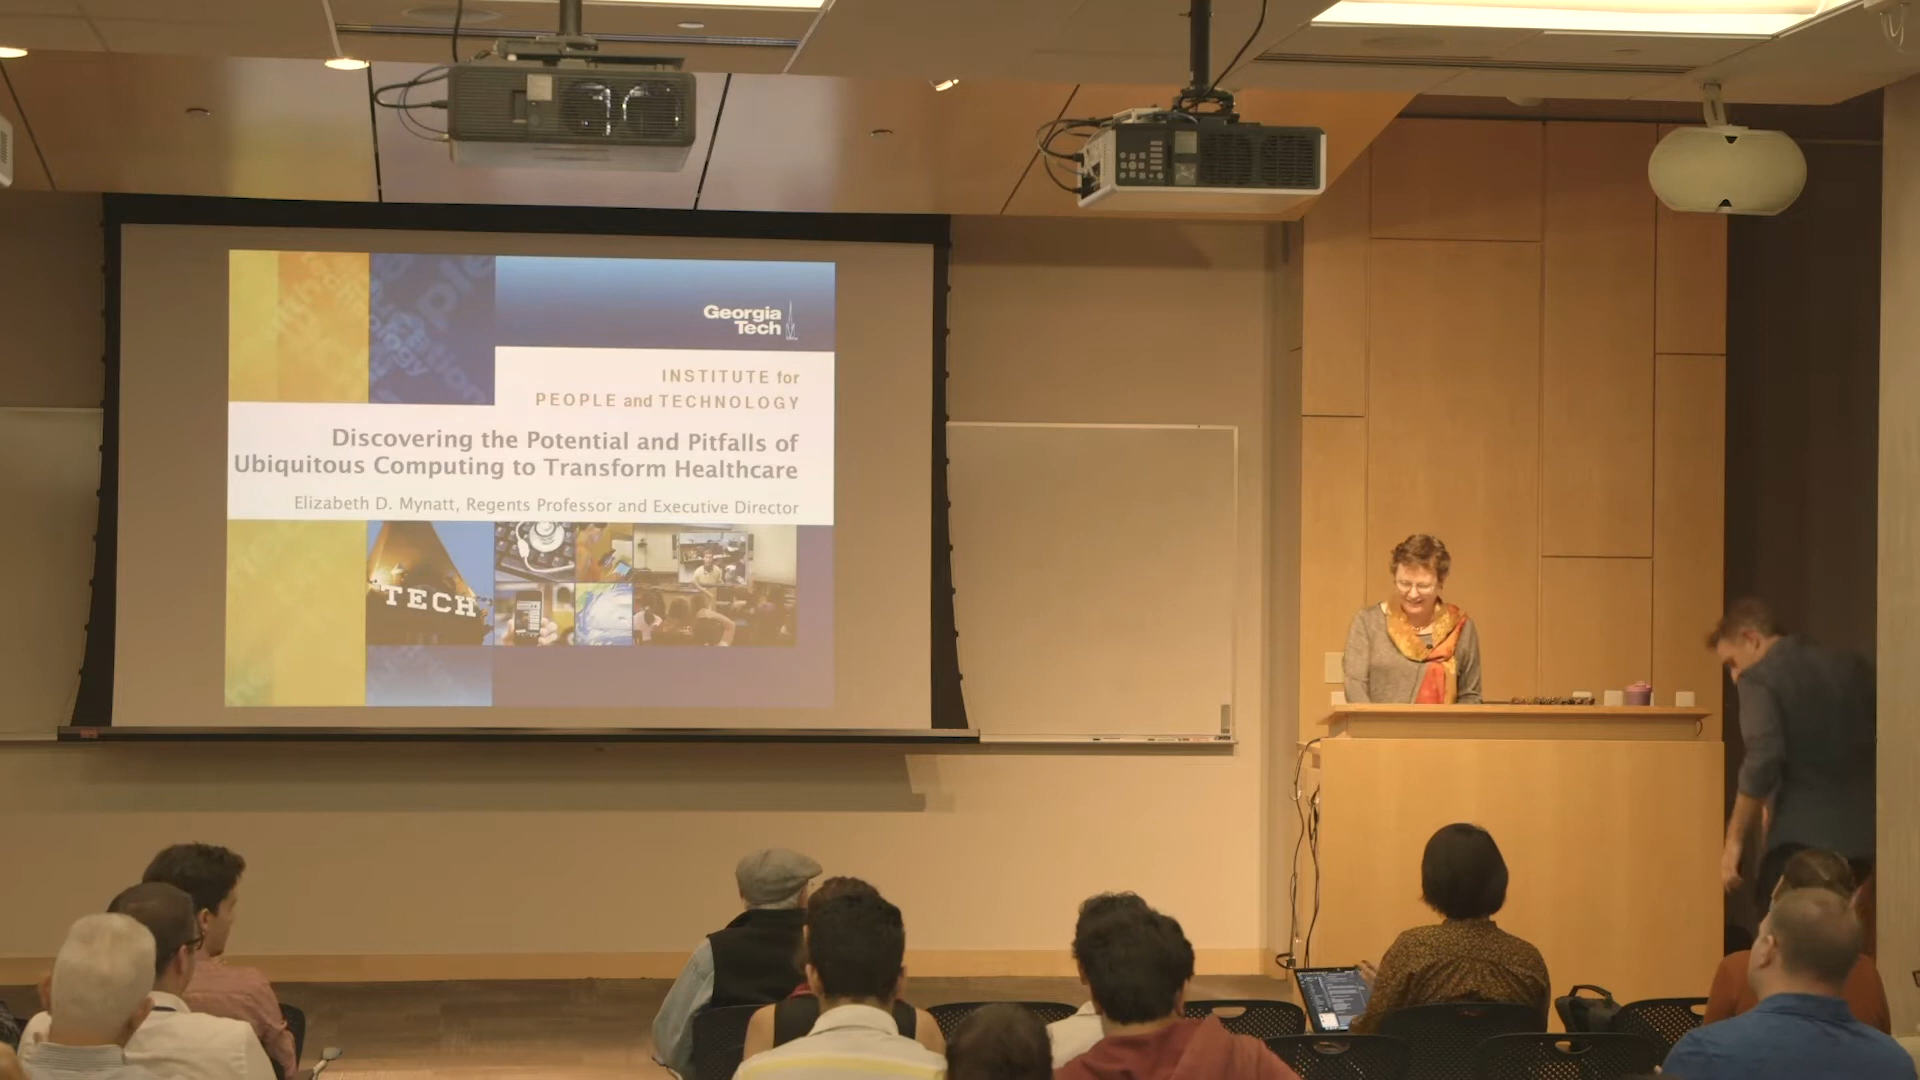 Georgia
Tech
INSTITUTE for
PEOPLE and TECHNOLOGY
Discovering the Potential and Pitfalls of
Ubiquitous Computing to Transform Healthcare
Elizabeth D. Mynatt, Regents Professor and Executive Director
TECH